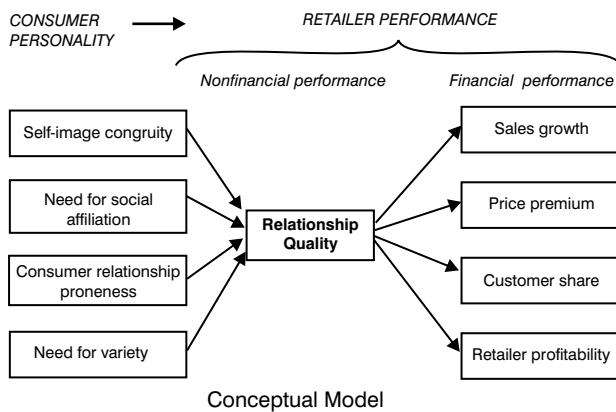 CONSUMER
PERSONALITY
RETAILER PERFORMANCE
Nonfinancial performance
Financial performance
Self-image congruity
Need for social
affiliation
Consumer relationship
proneness
Need for variety
Relationship
Quality
Sales growth
Price premium
Customer share
Retailer profitability
Conceptual Model